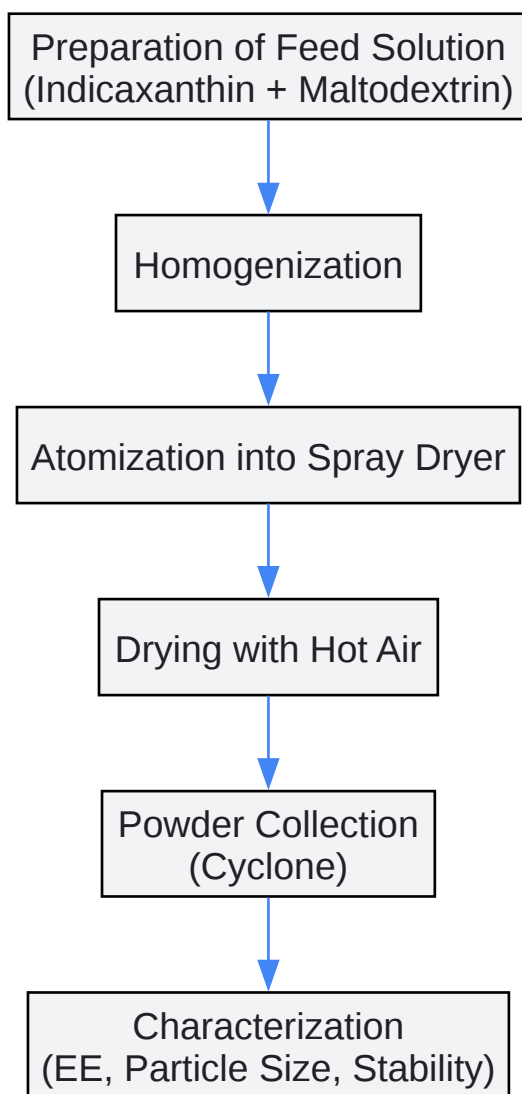 Preparation of Feed Solution
(Indicaxanthin + Maltodextrin)
Homogenization
Atomization into Spray Dryer
Drying with Hot Air
Powder Collection
(Cyclone)
Characterization
(EE, Particle Size, Stability)